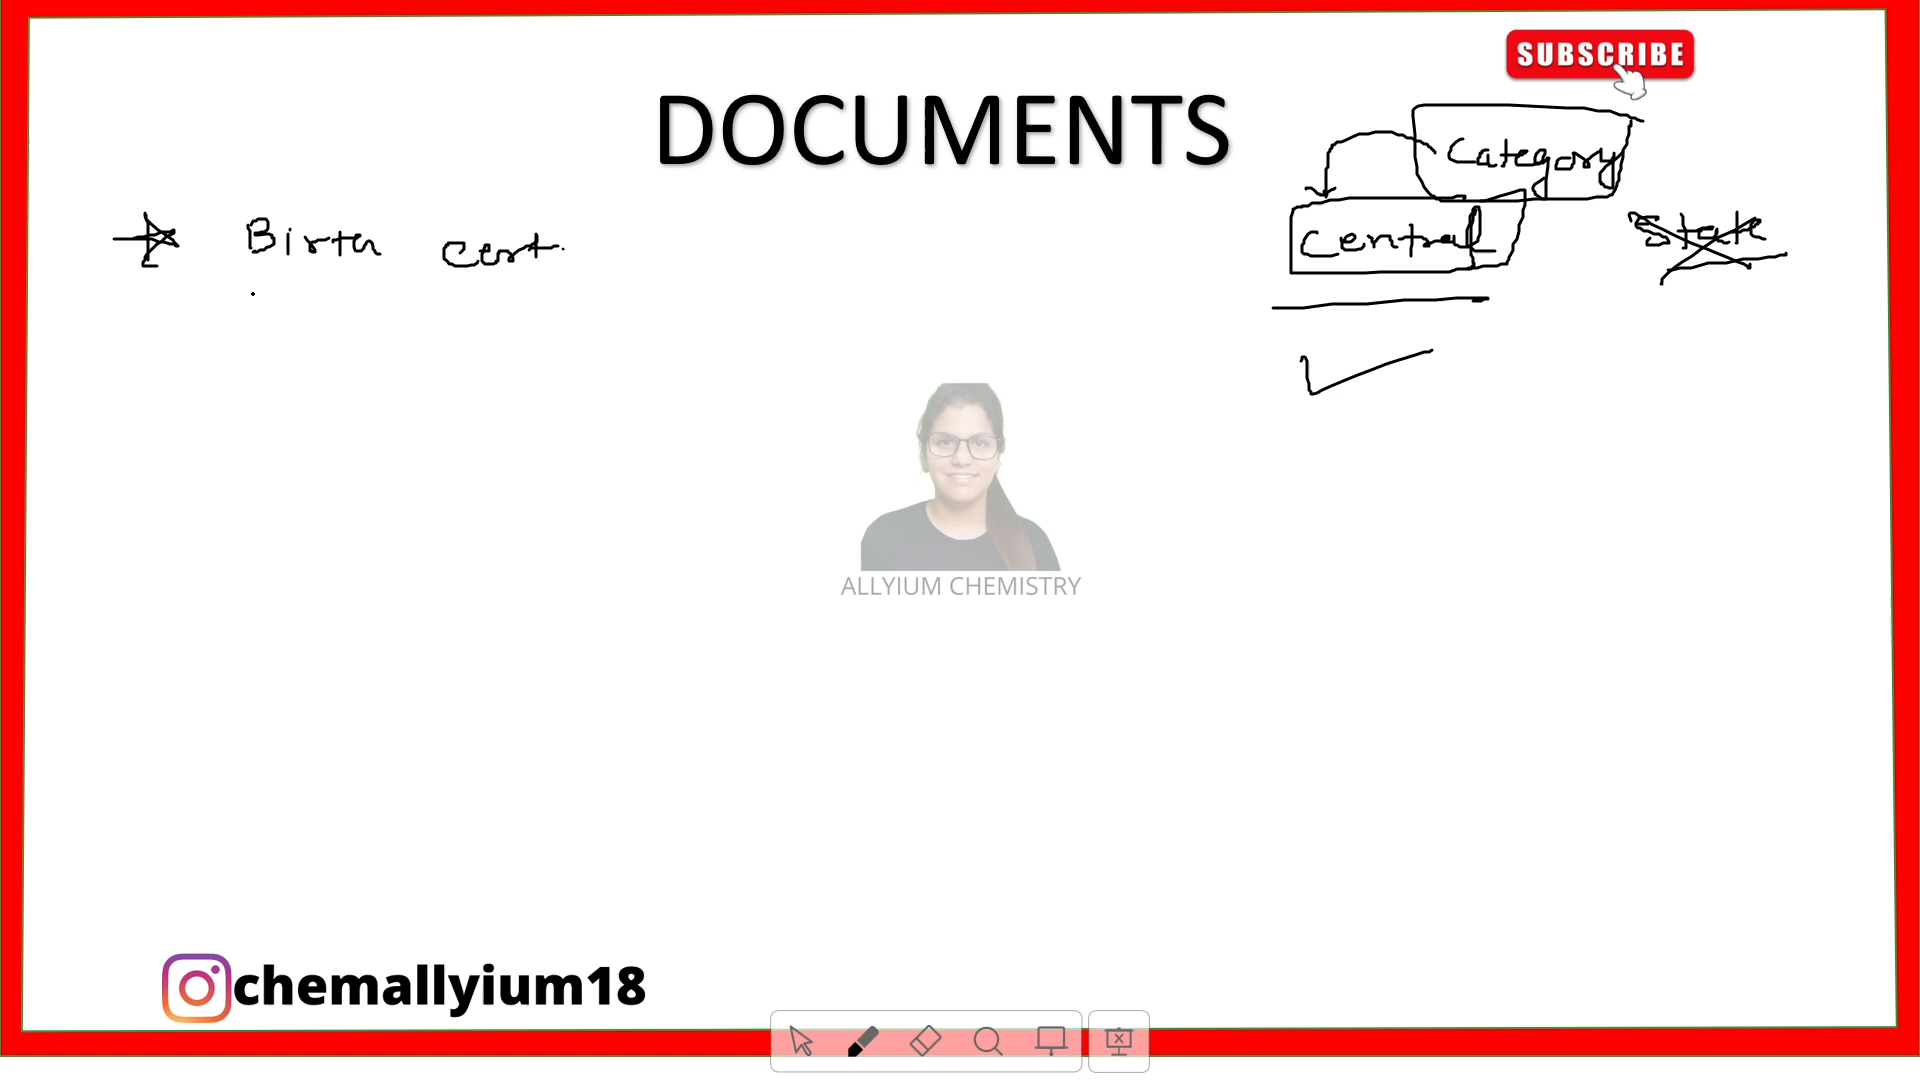 SUBSCRIBE
DOCUMENTS
Category
Birth Cert.
Central
State
ALLYIUM CHEMISTRY
chemallyium18